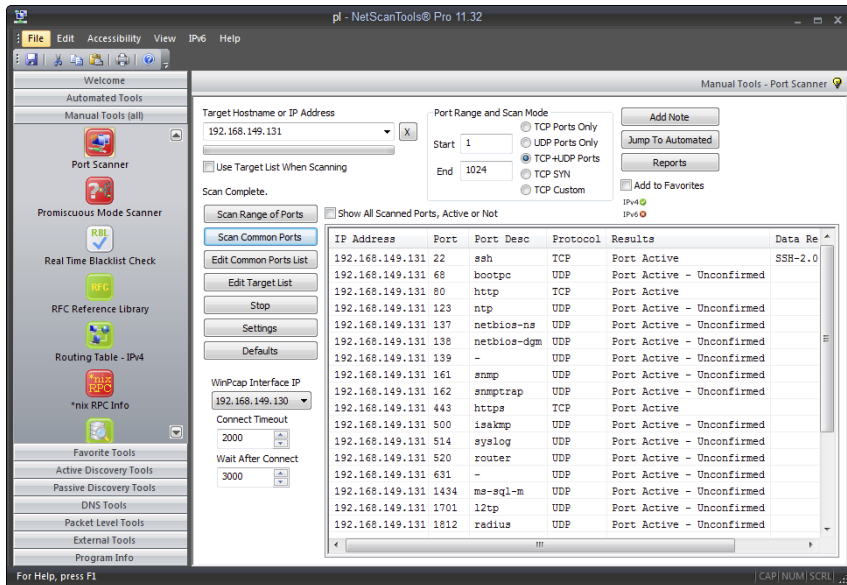 pl - NetScanTools® Pro 11.32
File Edit Accessibility View IPv6 Help
Welcome
Automated Tools
Manual Tools (all)
Port Scanner
Promiscuous Mode Scanner
RBL
Real Time Blacklist Check
RFC
RFC Reference Library
Routing Table - IPv4
*nix RPC
*nix RPC Info
Favorite Tools
Active Discovery Tools
Passive Discovery Tools
DNS Tools
Packet Level Tools
External Tools
Program Info
Manual Tools - Port Scanner
Target Hostname or IP Address
192.168.149.131 X
Use Target List When Scanning
Scan Complete.
Port Range and Scan Mode
Start 1
End 1024
TCP Ports Only
UDP Ports Only
TCP+UDP Ports
TCP SYN
TCP Custom
Add Note
Jump To Automated
Reports
Add to Favorites
IPv4
IPv6
Scan Range of Ports
Scan Common Ports
Edit Common Ports List
Edit Target List
Stop
Settings
Defaults
WinPcap Interface IP
192.168.149.130
Connect Timeout
2000
Wait After Connect
3000
Show All Scanned Ports, Active or Not
IP Address Port Port Desc Protocol Results Data Re
192.168.149.131 22 ssh TCP Port Active SSH-2.0
192.168.149.131 68 bootpc UDP Port Active - Unconfirmed
192.168.149.131 80 http TCP Port Active
192.168.149.131 123 ntp UDP Port Active - Unconfirmed
192.168.149.131 137 netbios-ns UDP Port Active - Unconfirmed
192.168.149.131 138 netbios-dgm UDP Port Active - Unconfirmed
192.168.149.131 139 - UDP Port Active - Unconfirmed
192.168.149.131 161 snmp UDP Port Active - Unconfirmed
192.168.149.131 162 snmptrap UDP Port Active - Unconfirmed
192.168.149.131 443 https TCP Port Active
192.168.149.131 500 isakmp UDP Port Active - Unconfirmed
192.168.149.131 514 syslog UDP Port Active - Unconfirmed
192.168.149.131 520 router UDP Port Active - Unconfirmed
192.168.149.131 631 - UDP Port Active - Unconfirmed
192.168.149.131 1434 ms-sql-m UDP Port Active - Unconfirmed
192.168.149.131 1701 l2tp UDP Port Active - Unconfirmed
192.168.149.131 1812 radius UDP Port Active - Unconfirmed
For Help, press F1
CAP NUM SCRL